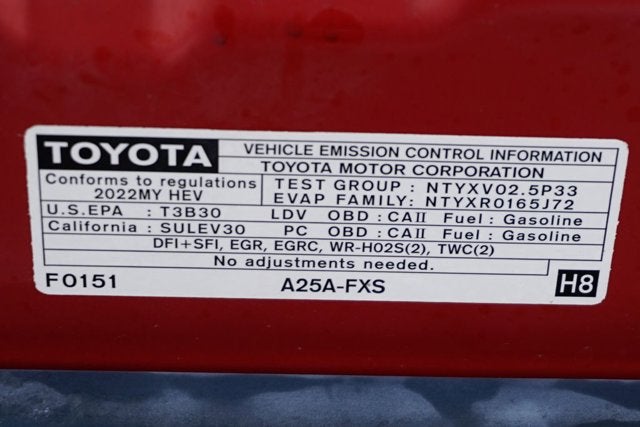 TOYOTA
VEHICLE EMISSION CONTROL INFORMATION
TOYOTA MOTOR CORPORATION
Conforms to regulations
2022MY HEV
TEST GROUP : NTYXV02.5P33
EVAP FAMILY: NTYXR0165J72
U.S.EPA : T3B30 LDV OBD : CAII Fuel : Gasoline
California : SULEV30 PC OBD : CAII Fuel : Gasoline
DFI+SFI, EGR, EGRC, WR-HO2S(2), TWC(2)
No adjustments needed.
F0151 A25A-FXS H8